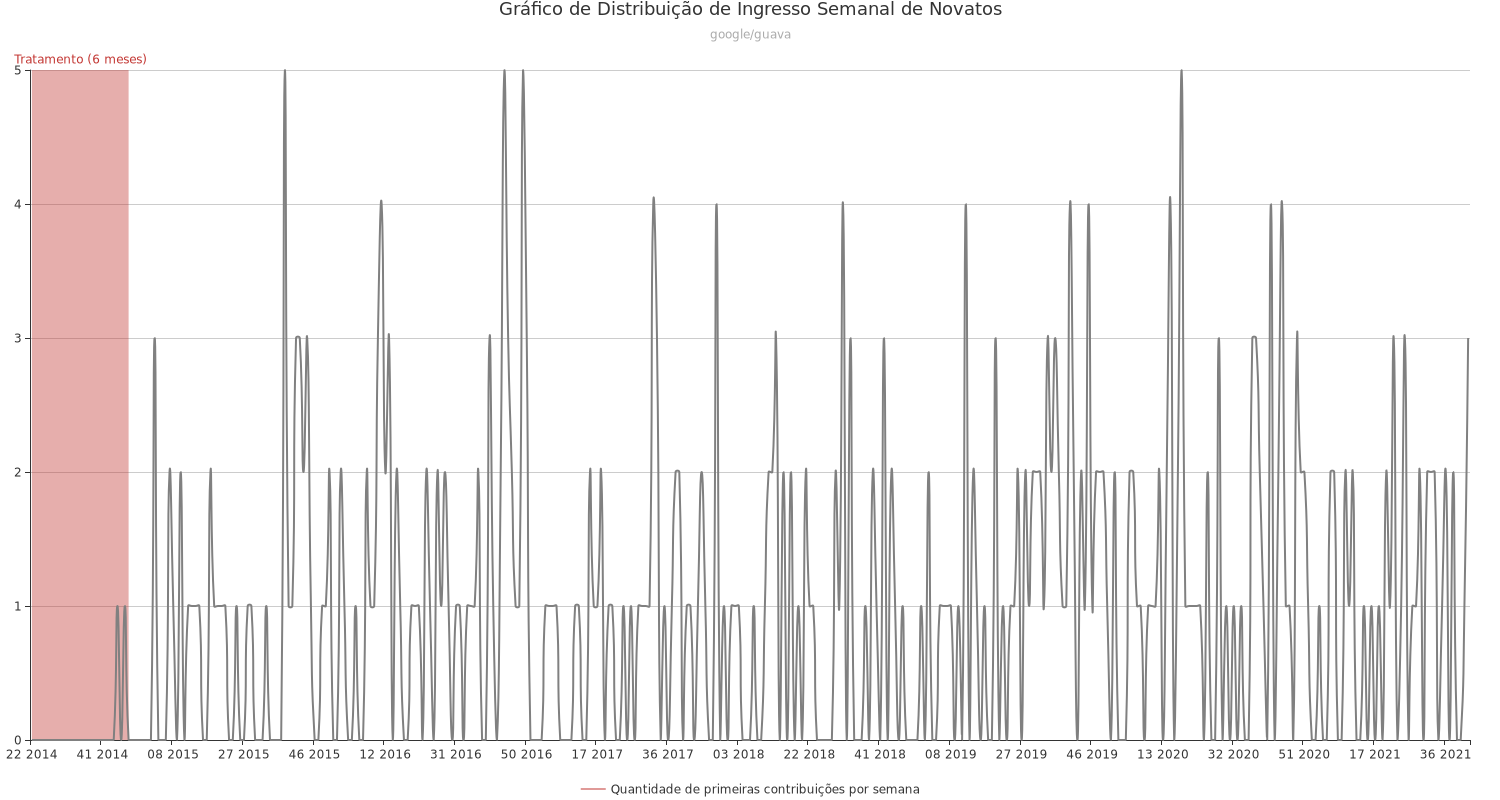 Gráfico de Distribuição de Ingresso Semanal de Novatos
google/guava
Tratamento (6 meses)
5
4
3
2
1
0
22 2014 41 2014 08 2015 27 2015 46 2015 12 2016 31 2016 50 2016 17 2017 36 2017 03 2018 22 2018 41 2018 08 2019 27 2019 46 2019 13 2020 32 2020 51 2020 17 2021 36 2021
Quantidade de primeiras contribuições por semana